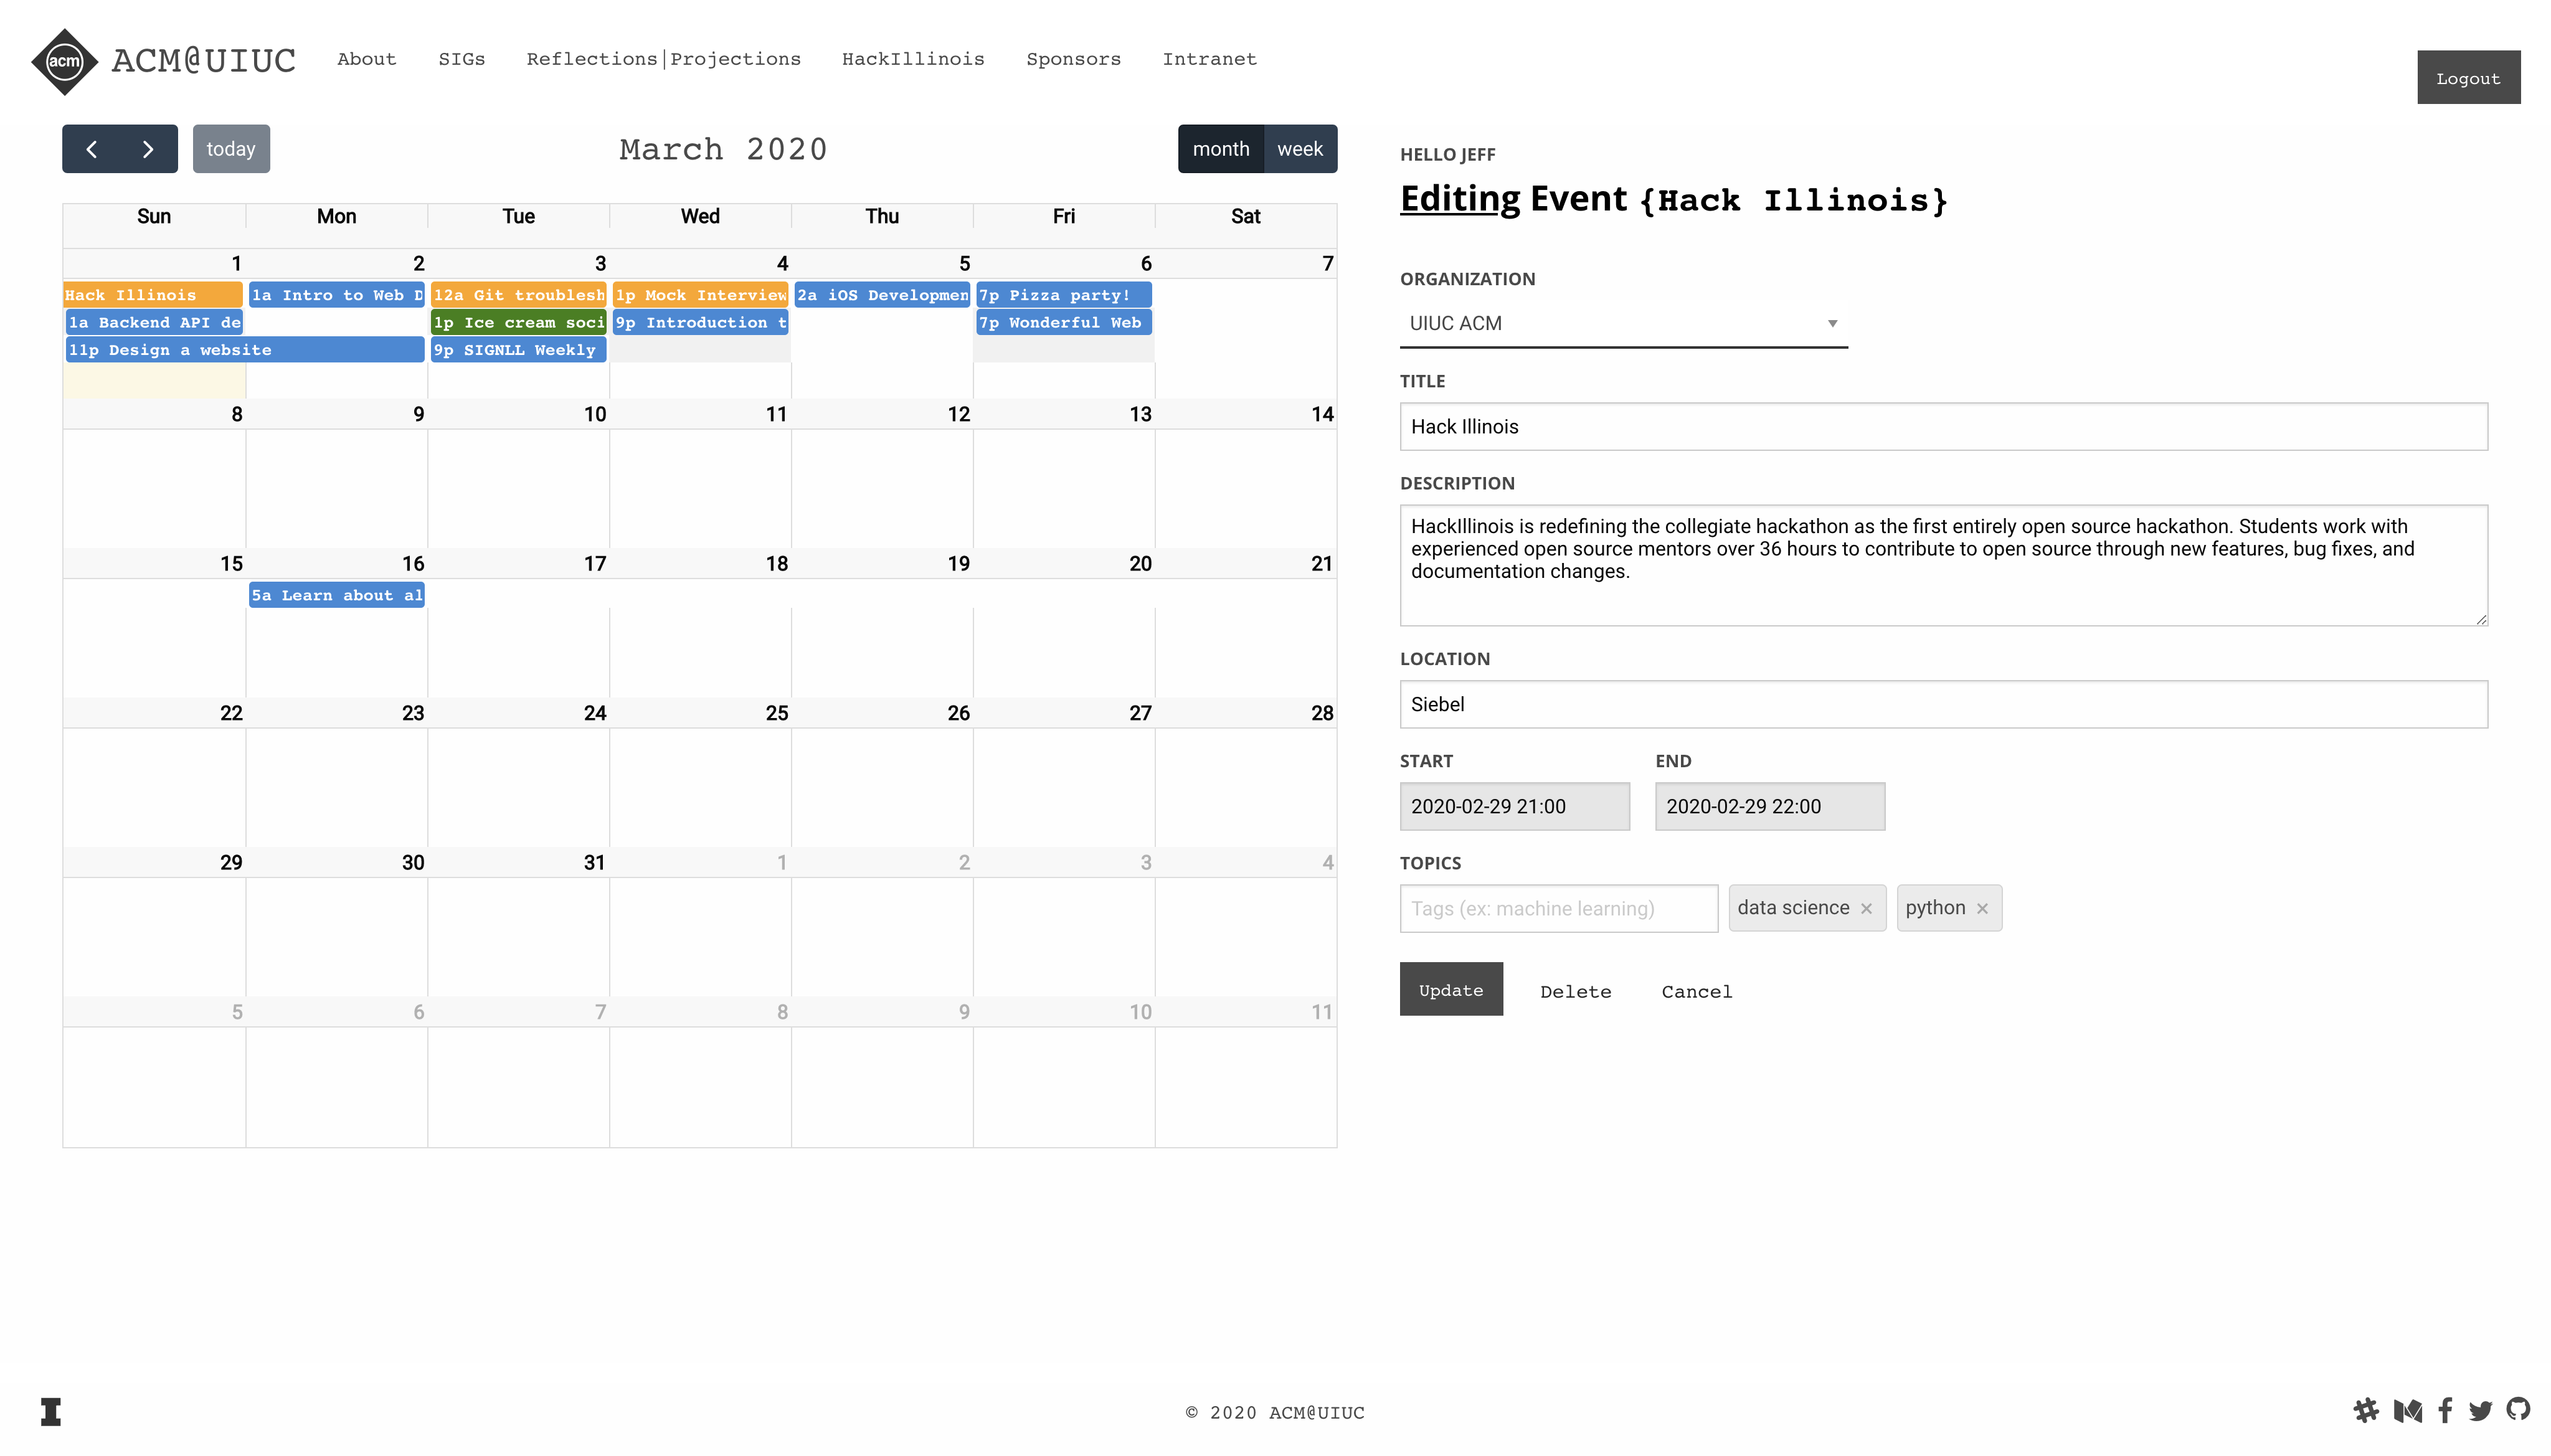 acm ACM@UIUC About SIGs Reflections|Projections HackIllinois Sponsors Intranet
Logout
today March 2020 month week
Sun Mon Tue Wed Thu Fri Sat
1 2 3 4 5 6 7
Hack Illinois 1a Intro to Web D 12a Git troublesh 1p Mock Interview 2a iOS Developmen 7p Pizza party!
1a Backend API de 1p Ice cream soci 9p Introduction t 7p Wonderful Web
11p Design a website 9p SIGNLL Weekly
8 9 10 11 12 13 14
15 16 17 18 19 20 21
5a Learn about al
22 23 24 25 26 27 28
29 30 31 1 2 3 4
5 6 7 8 9 10 11
HELLO JEFF
Editing Event {Hack Illinois}
ORGANIZATION
UIUC ACM
TITLE
Hack Illinois
DESCRIPTION
HackIllinois is redefining the collegiate hackathon as the first entirely open source hackathon. Students work with
experienced open source mentors over 36 hours to contribute to open source through new features, bug fixes, and
documentation changes.
LOCATION
Siebel
START END
2020-02-29 21:00 2020-02-29 22:00
TOPICS
Tags (ex: machine learning) data science × python ×
Update Delete Cancel
© 2020 ACM@UIUC